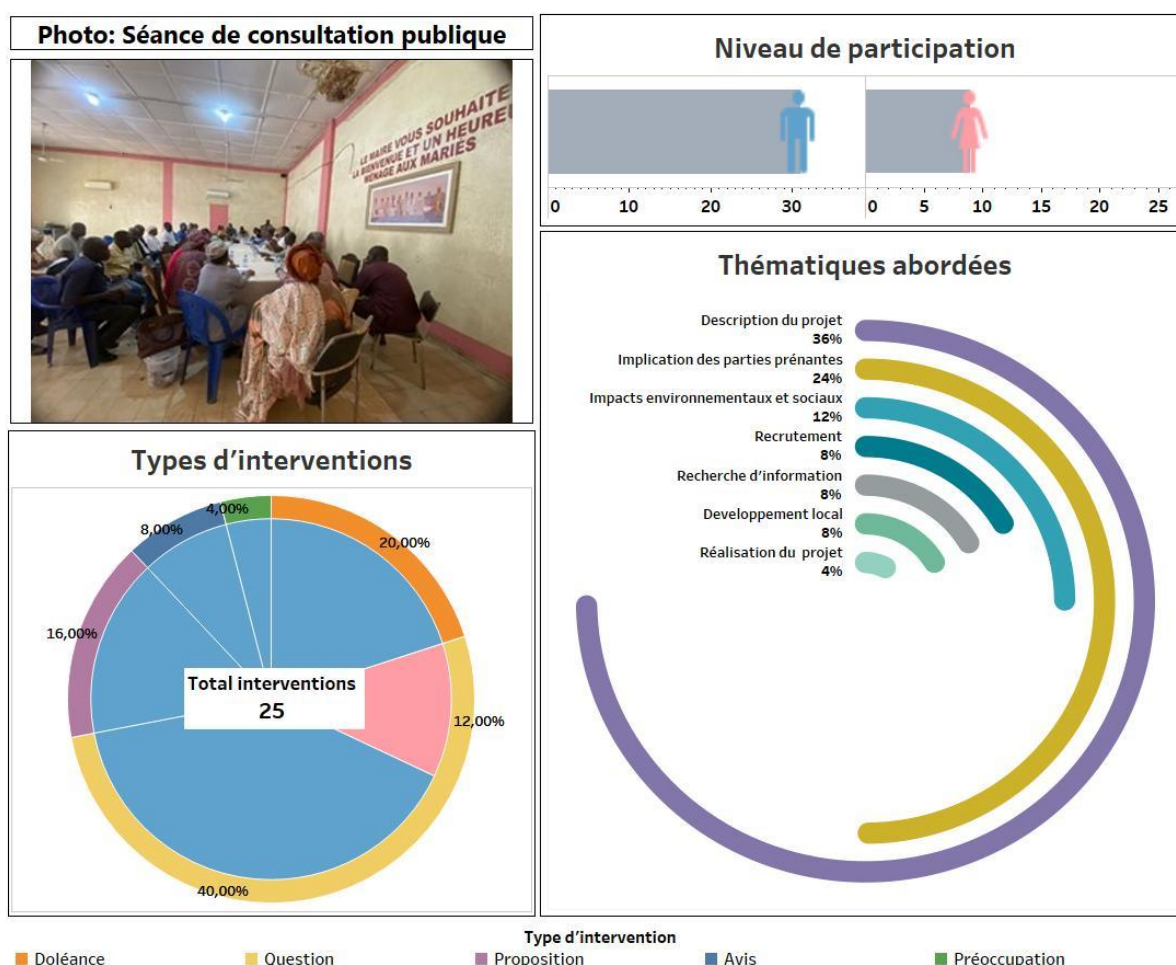 Photo: Séance de consultation publique
LE MAIRE VOUS SOUHAITE
LA BIENVENUE ET UN HEUREU
MENAGE AUX MARIÉS
Niveau de participation
0 10 20 30
0 5 10 15 20 25
Thématiques abordées
Description du projet
36%
Implication des parties prénantes
24%
Impacts environnementaux et sociaux
12%
Recrutement
8%
Recherche d'information
8%
Developpement local
8%
Réalisation du projet
4%
Types d'interventions
4,00%
8,00%
20,00%
16,00%
12,00%
40,00%
Total interventions
25
Type d'intervention
Doléance
Question
Proposition
Avis
Préoccupation